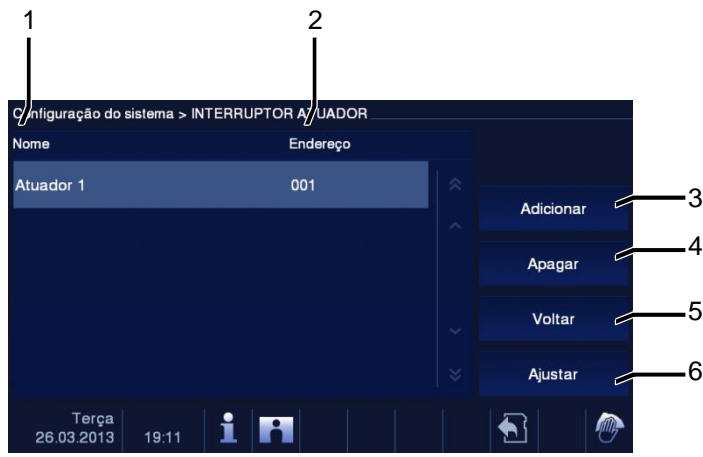 1 2
Configuração do sistema > INTERRUPTOR ATUADOR
Nome Endereço
Atuador 1 001
Adicionar 3
Apagar 4
Voltar 5
Ajustar 6
Terça
26.03.2013 19:11